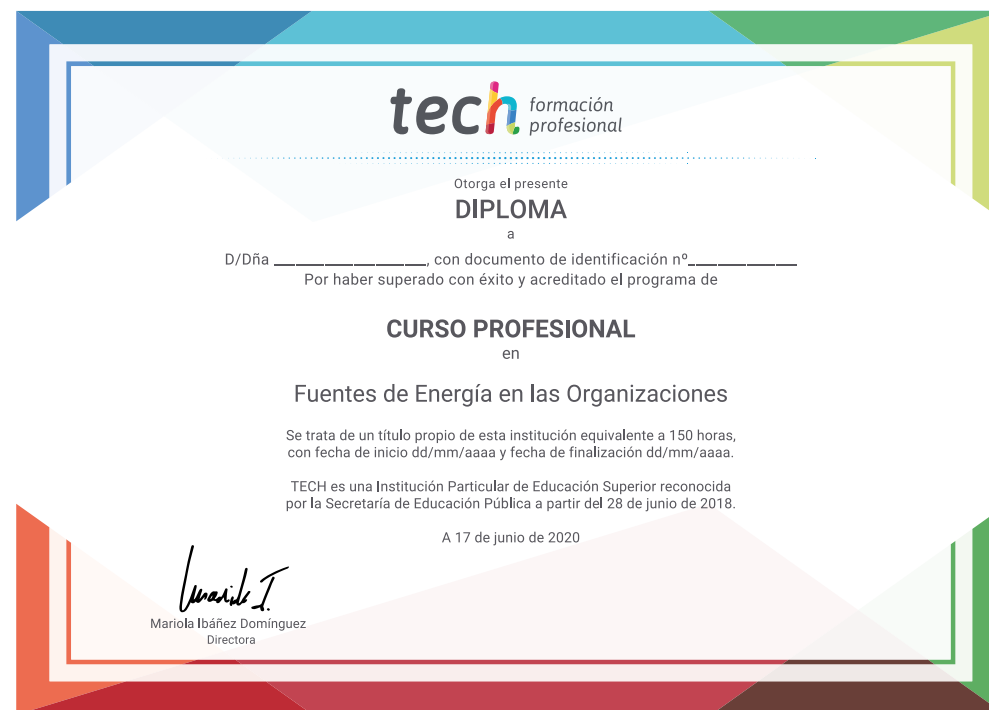 tech formación
profesional
Otorga el presente
DIPLOMA
a
D/Dña ________________, con documento de identificación nº___________
Por haber superado con éxito y acreditado el programa de
CURSO PROFESIONAL
en
Fuentes de Energía en las Organizaciones
Se trata de un título propio de esta institución equivalente a 150 horas,
con fecha de inicio dd/mm/aaaa y fecha de finalización dd/mm/aaaa.
TECH es una Institución Particular de Educación Superior reconocida
por la Secretaría de Educación Pública a partir del 28 de junio de 2018.
A 17 de junio de 2020
Mariola Ibáñez Domínguez
Directora